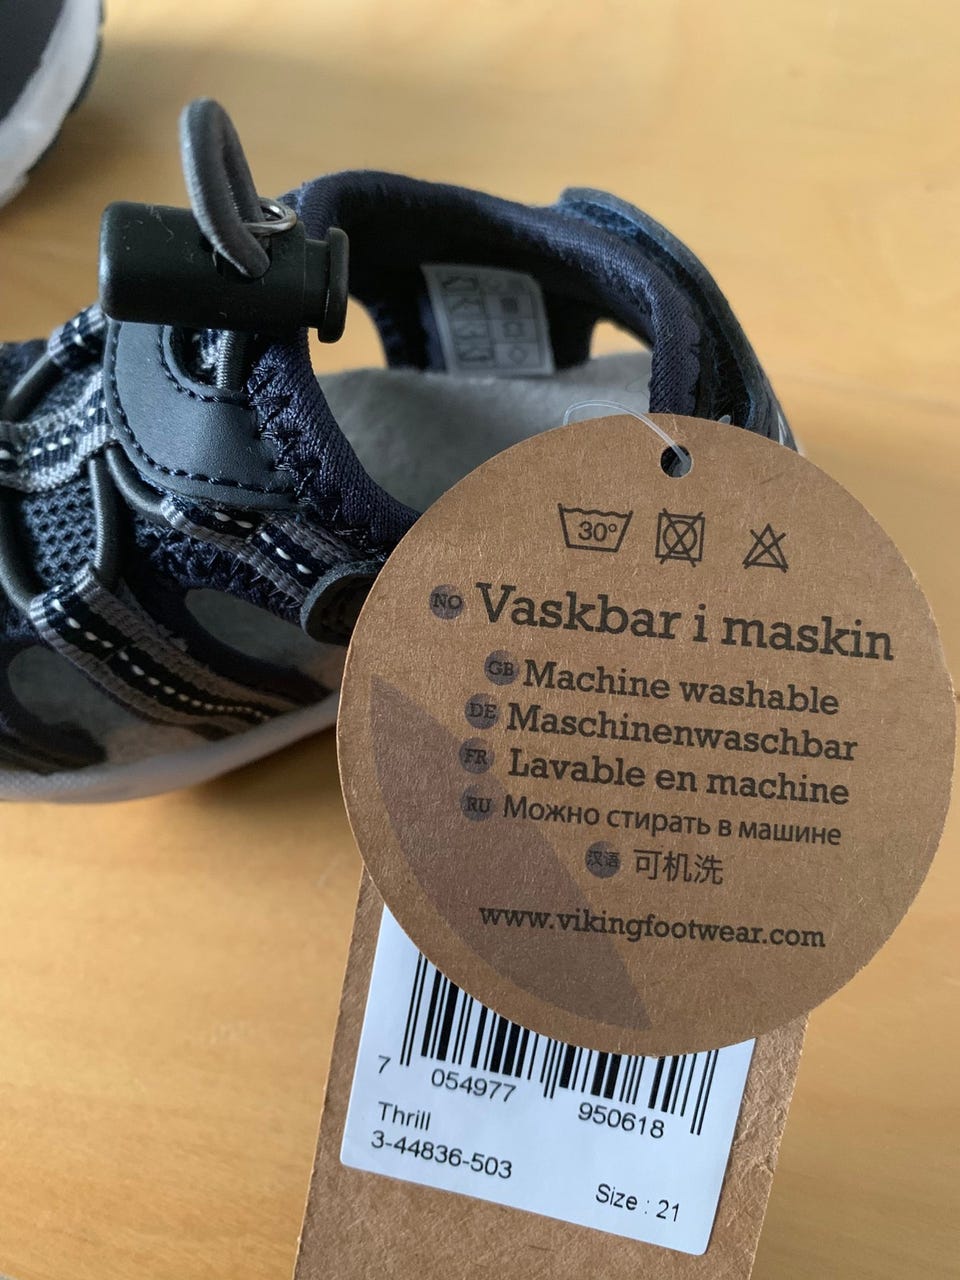 30°
NO Vaskbar i maskin
GB Machine washable
DE Maschinenwaschbar
FR Lavable en machine
RU Можно стирать в машине
汉语 可机洗
www.vikingfootwear.com
7 054977 950618
Thrill
3-44836-503
Size : 21